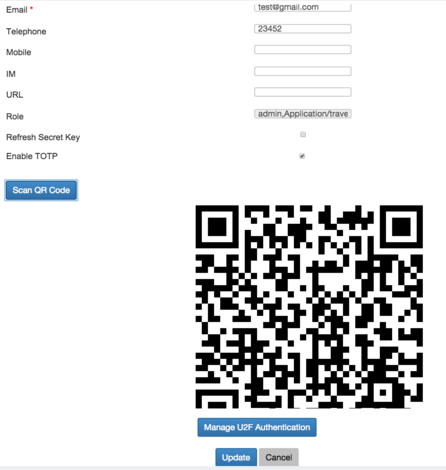 Email * test@gmail.com
Telephone 23452
Mobile
IM
URL
Role admin,Application/trave
Refresh Secret Key
Enable TOTP
Scan QR Code
Manage U2F Authentication
Update Cancel